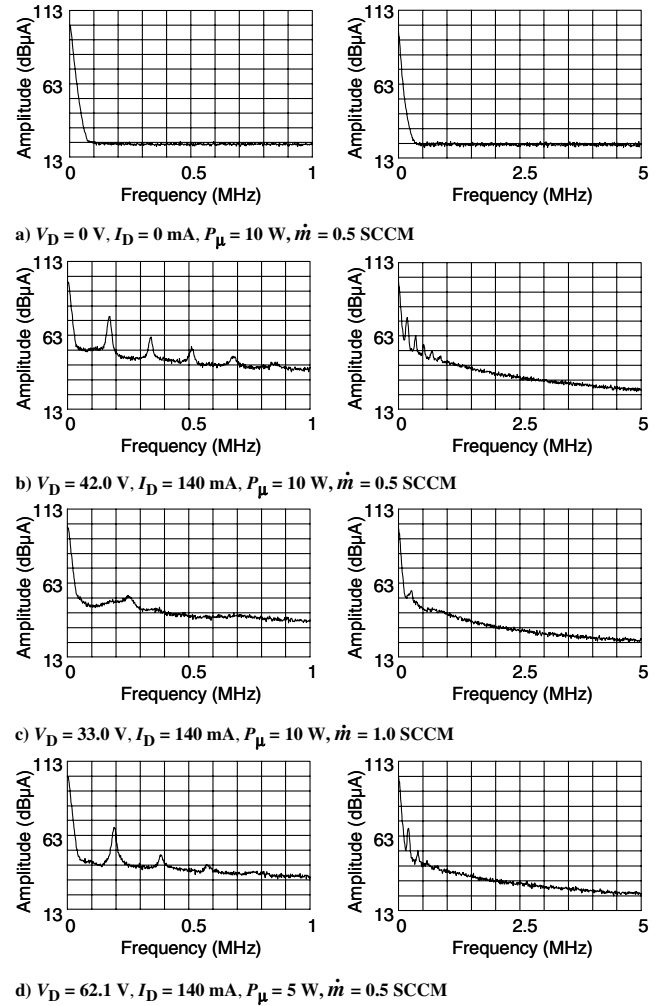 113
63
13
Amplitude (dBµA)
0 0.5 1
Frequency (MHz)
113
63
13
Amplitude (dBµA)
0 2.5 5
Frequency (MHz)
a) V_D = 0 V, I_D = 0 mA, P_µ = 10 W, ṁ = 0.5 SCCM
113
63
13
Amplitude (dBµA)
0 0.5 1
Frequency (MHz)
113
63
13
Amplitude (dBµA)
0 2.5 5
Frequency (MHz)
b) V_D = 42.0 V, I_D = 140 mA, P_µ = 10 W, ṁ = 0.5 SCCM
113
63
13
Amplitude (dBµA)
0 0.5 1
Frequency (MHz)
113
63
13
Amplitude (dBµA)
0 2.5 5
Frequency (MHz)
c) V_D = 33.0 V, I_D = 140 mA, P_µ = 10 W, ṁ = 1.0 SCCM
113
63
13
Amplitude (dBµA)
0 0.5 1
Frequency (MHz)
113
63
13
Amplitude (dBµA)
0 2.5 5
Frequency (MHz)
d) V_D = 62.1 V, I_D = 140 mA, P_µ = 5 W, ṁ = 0.5 SCCM